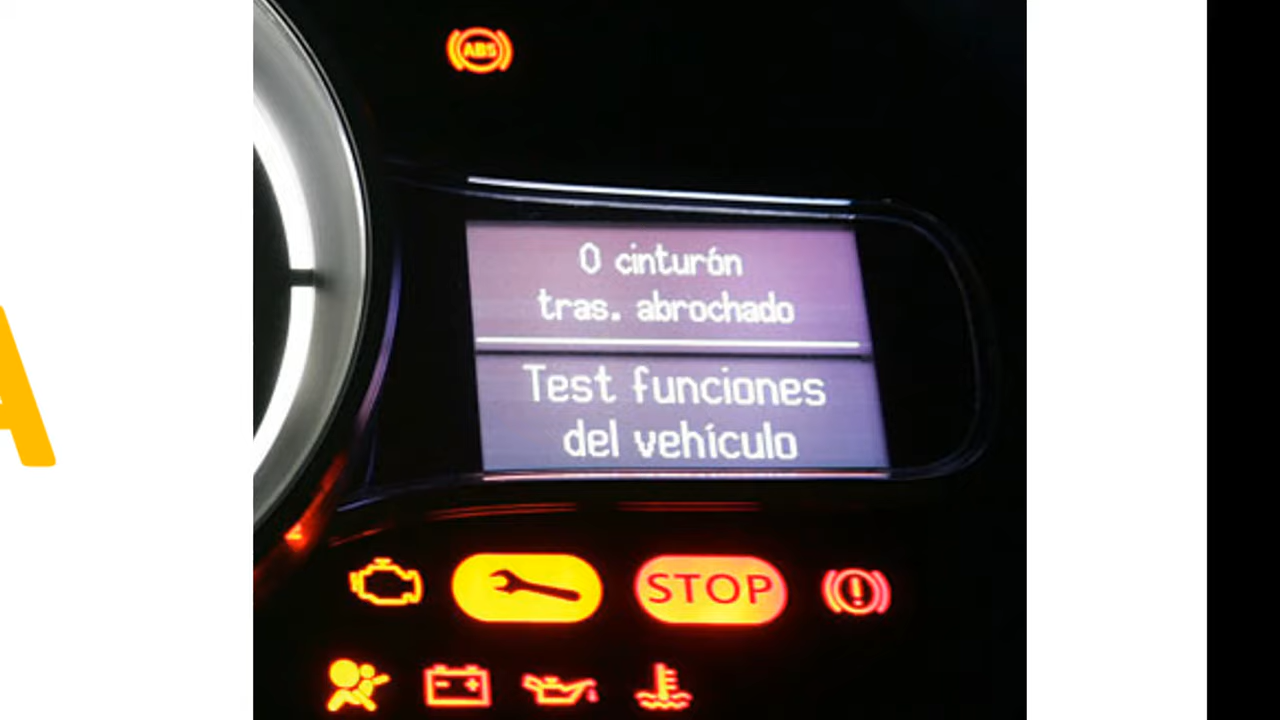 ABS
0 cinturón
tras. abrochado
Test funciones
del vehículo
STOP
A